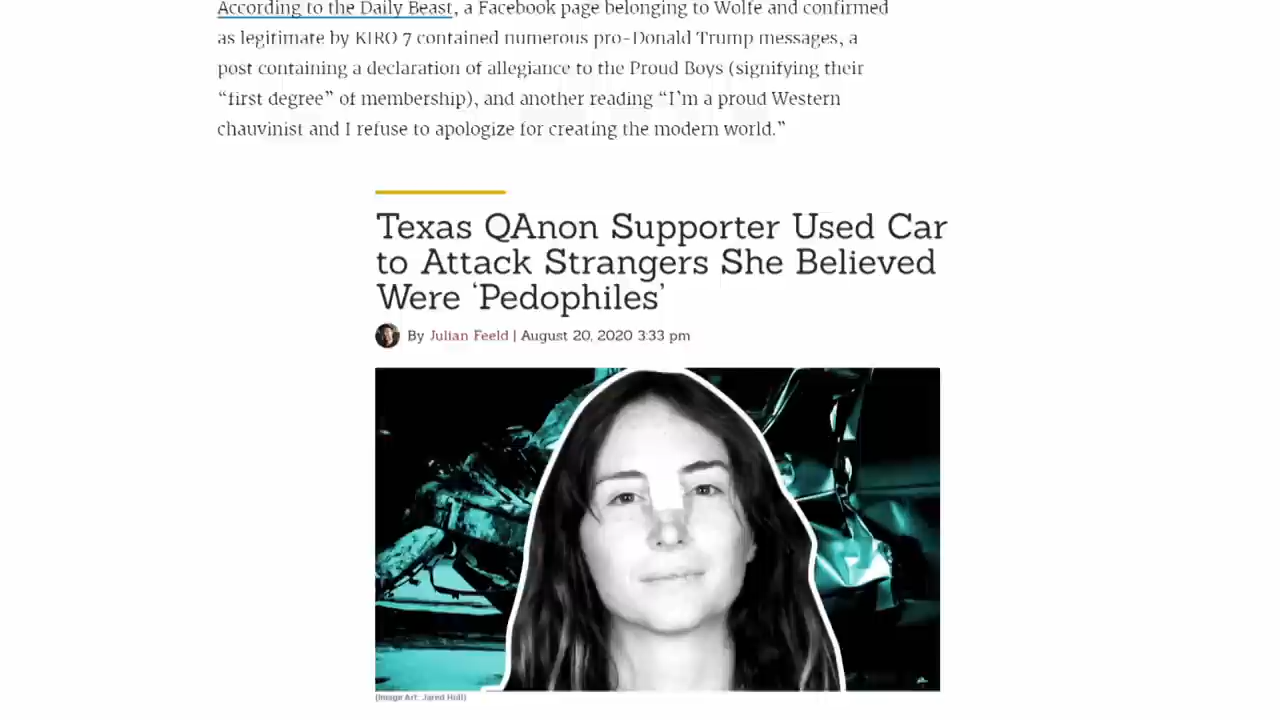 According to the Daily Beast, a Facebook page belonging to Wolfe and confirmed
as legitimate by KIRO 7 contained numerous pro-Donald Trump messages, a
post containing a declaration of allegiance to the Proud Boys (signifying their
“first degree” of membership), and another reading “I’m a proud Western
chauvinist and I refuse to apologize for creating the modern world.”
Texas QAnon Supporter Used Car
to Attack Strangers She Believed
Were ‘Pedophiles’
By Julian Feeld | August 20, 2020 3:33 pm
(Image Art: Jared Holt)